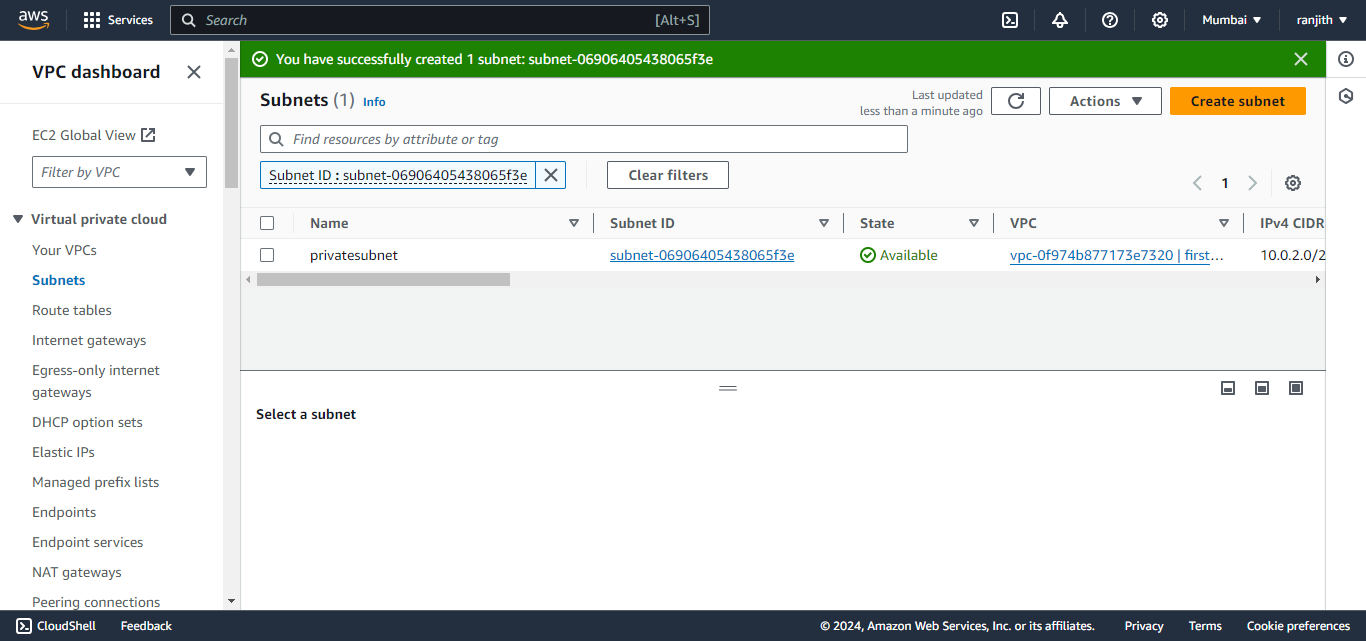 aws
Services
Search
[Alt+S]
Mumbai
ranjith
VPC dashboard
EC2 Global View
Filter by VPC
Virtual private cloud
Your VPCs
Subnets
Route tables
Internet gateways
Egress-only internet
gateways
DHCP option sets
Elastic IPs
Managed prefix lists
Endpoints
Endpoint services
NAT gateways
Peering connections
You have successfully created 1 subnet: subnet-06906405438065f3e
Subnets (1) Info
Last updated
less than a minute ago
Actions
Create subnet
Find resources by attribute or tag
Subnet ID : subnet-06906405438065f3e
Clear filters
1
Name Subnet ID State VPC IPv4 CIDR
privatesubnet subnet-06906405438065f3e Available vpc-0f974b877173e7320 | first... 10.0.2.0/2
Select a subnet
CloudShell Feedback © 2024, Amazon Web Services, Inc. or its affiliates. Privacy Terms Cookie preferences